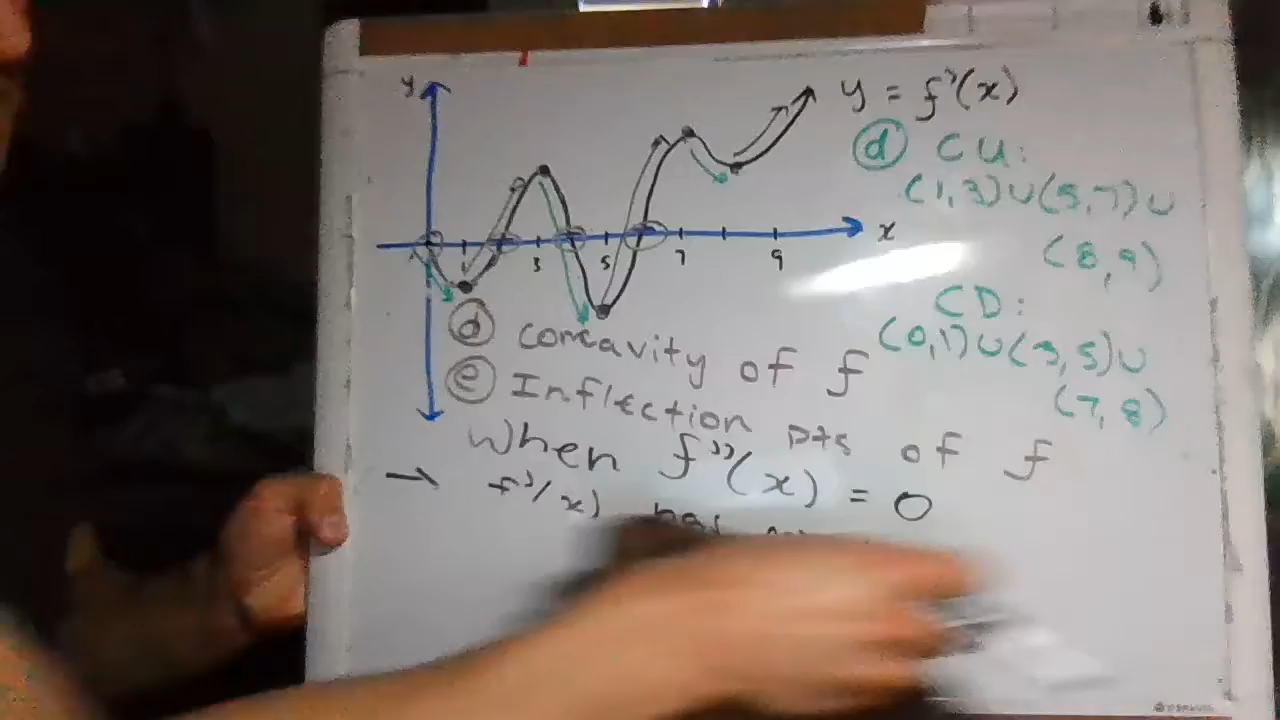 y
y = f'(x)
x
1 3 5 7 9
ⓓ CU:
(1,3)∪(5,7)∪
(8,9)
CD:
(0,1)∪(3,5)∪
(7,8)
ⓓ concavity of f
ⓔ Inflection pts of f
when f''(x) = 0
→ f'(x) has